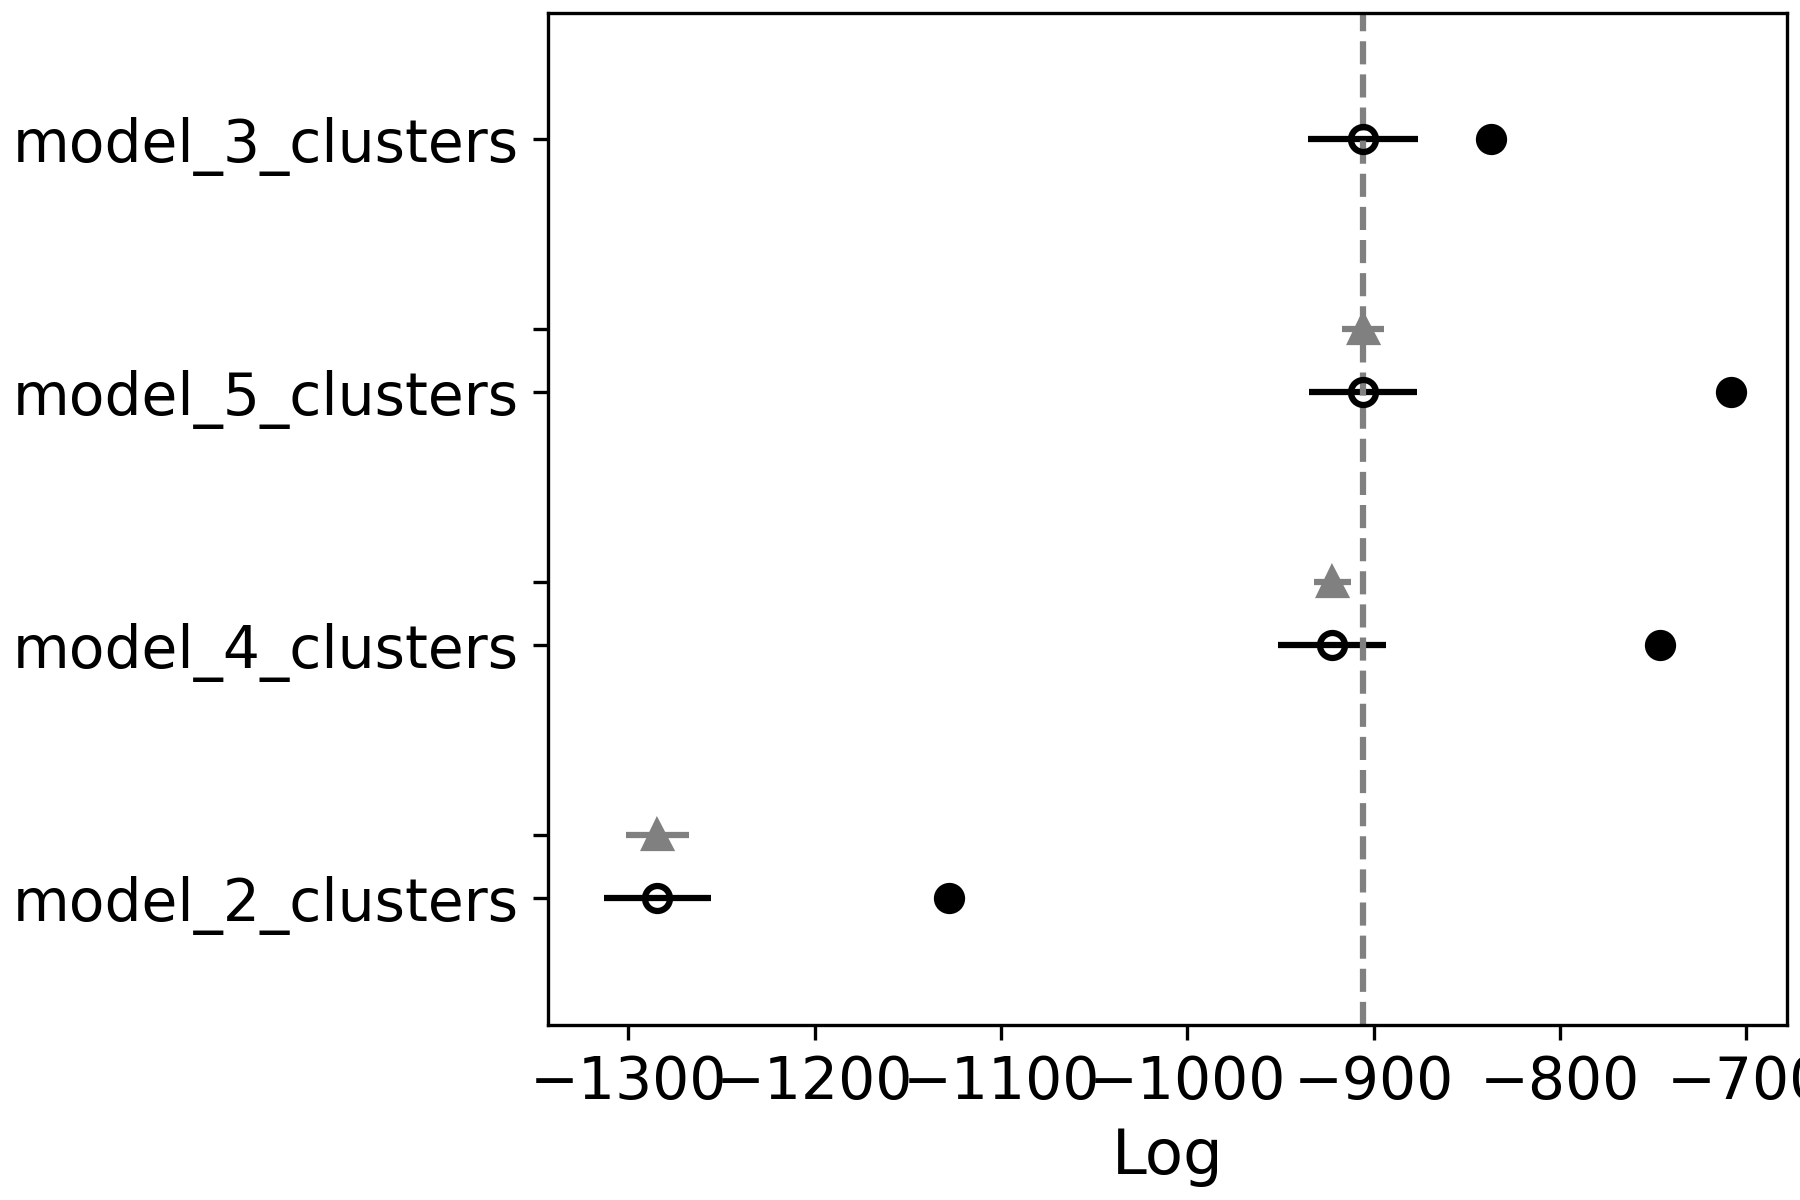 model_3_clusters
model_5_clusters
model_4_clusters
model_2_clusters
−1300 −1200 −1100 −1000 −900 −800 −700
Log